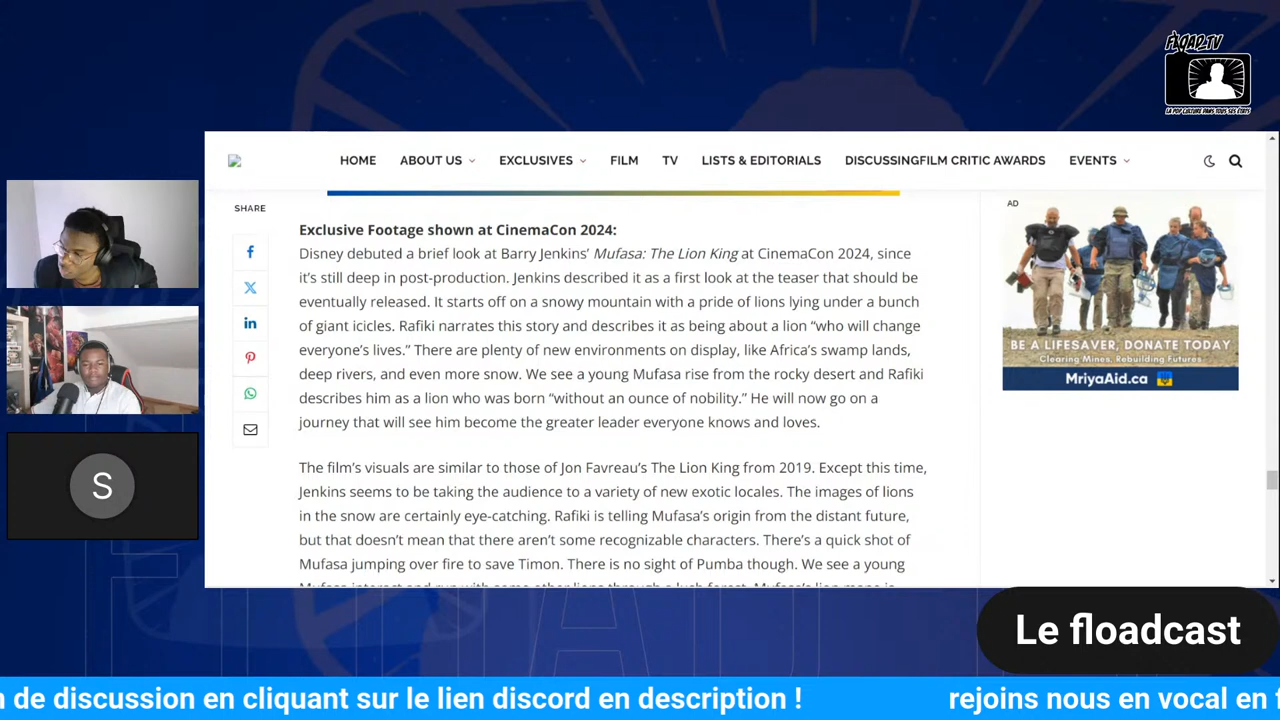 FLOAD.TV
LA POP CULTURE DANS TOUS SES ÉTATS
HOME ABOUT US EXCLUSIVES FILM TV LISTS & EDITORIALS DISCUSSINGFILM CRITIC AWARDS EVENTS
SHARE
Exclusive Footage shown at CinemaCon 2024:
Disney debuted a brief look at Barry Jenkins’ Mufasa: The Lion King at CinemaCon 2024, since
it’s still deep in post-production. Jenkins described it as a first look at the teaser that should be
eventually released. It starts off on a snowy mountain with a pride of lions lying under a bunch
of giant icicles. Rafiki narrates this story and describes it as being about a lion “who will change
everyone’s lives.” There are plenty of new environments on display, like Africa’s swamp lands,
deep rivers, and even more snow. We see a young Mufasa rise from the rocky desert and Rafiki
describes him as a lion who was born “without an ounce of nobility.” He will now go on a
journey that will see him become the greater leader everyone knows and loves.
The film’s visuals are similar to those of Jon Favreau’s The Lion King from 2019. Except this time,
Jenkins seems to be taking the audience to a variety of new exotic locales. The images of lions
in the snow are certainly eye-catching. Rafiki is telling Mufasa’s origin from the distant future,
but that doesn’t mean that there aren’t some recognizable characters. There’s a quick shot of
Mufasa jumping over fire to save Timon. There is no sight of Pumba though. We see a young
AD
BE A LIFESAVER, DONATE TODAY
Clearing Mines, Rebuilding Futures
MriyaAid.ca
S
Le floadcast
n de discussion en cliquant sur le lien discord en description ! rejoins nous en vocal en